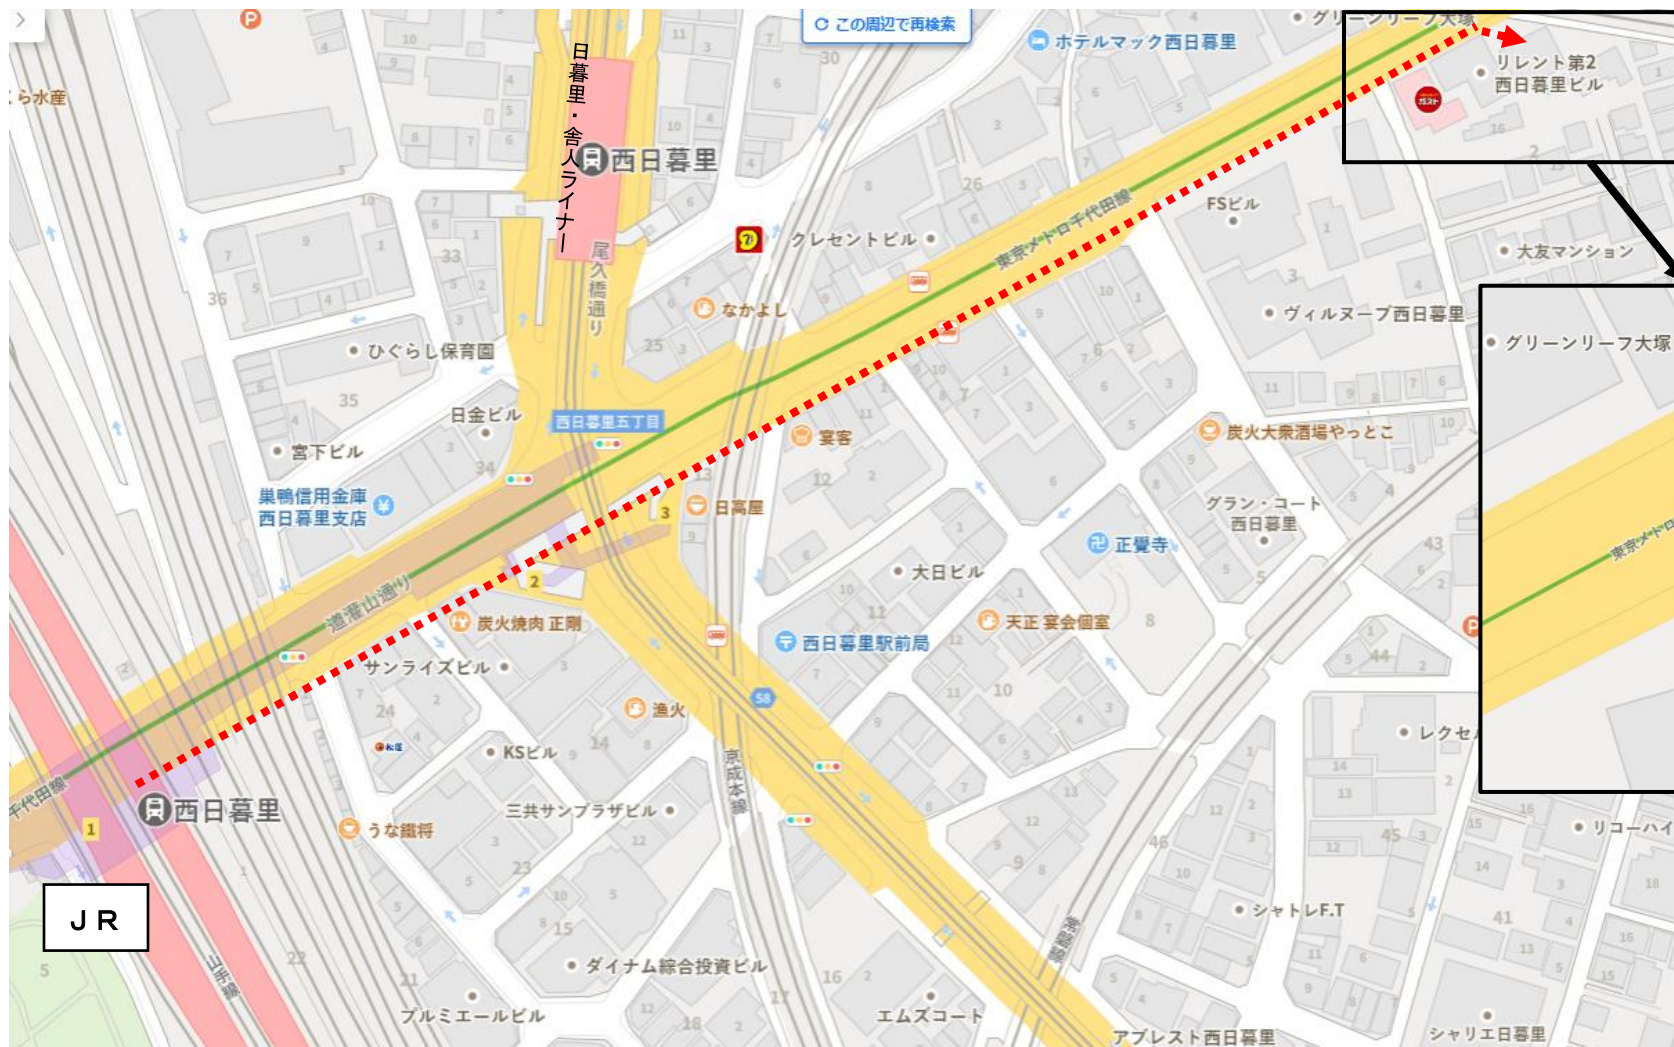 この周辺で再検索
グリーンリーフ大塚
ホテルマック西日暮里
リレント第2
西日暮里ビル
ガスト
ら水産
日暮里・舎人ライナー
西日暮里
FSビル
クレセントビル
東京メトロ千代田線
大友マンション
尾久橋通り
なかよし
ヴィルヌーブ西日暮里
グリーンリーフ大塚
ひぐらし保育園
日金ビル
西日暮里五丁目
宮下ビル
宴客
炭火大衆酒場やっとこ
巣鴨信用金庫
西日暮里支店
日高屋
グラン・コート
西日暮里
3
正覺寺
東京メトロ
大日ビル
2
道灌山通り
炭火焼肉 正剛
天正 宴会個室
西日暮里駅前局
サンライズビル
漁火
58
松屋
KSビル
レクセ
京成本線
千代田線
西日暮里
三共サンプラザビル
1
うな鐵将
リコーハイ
JR
シャトレF.T
常磐線
山手線
ダイナム綜合投資ビル
プルミエールビル
エムズコート
アブレスト西日暮里
シャリエ日暮里